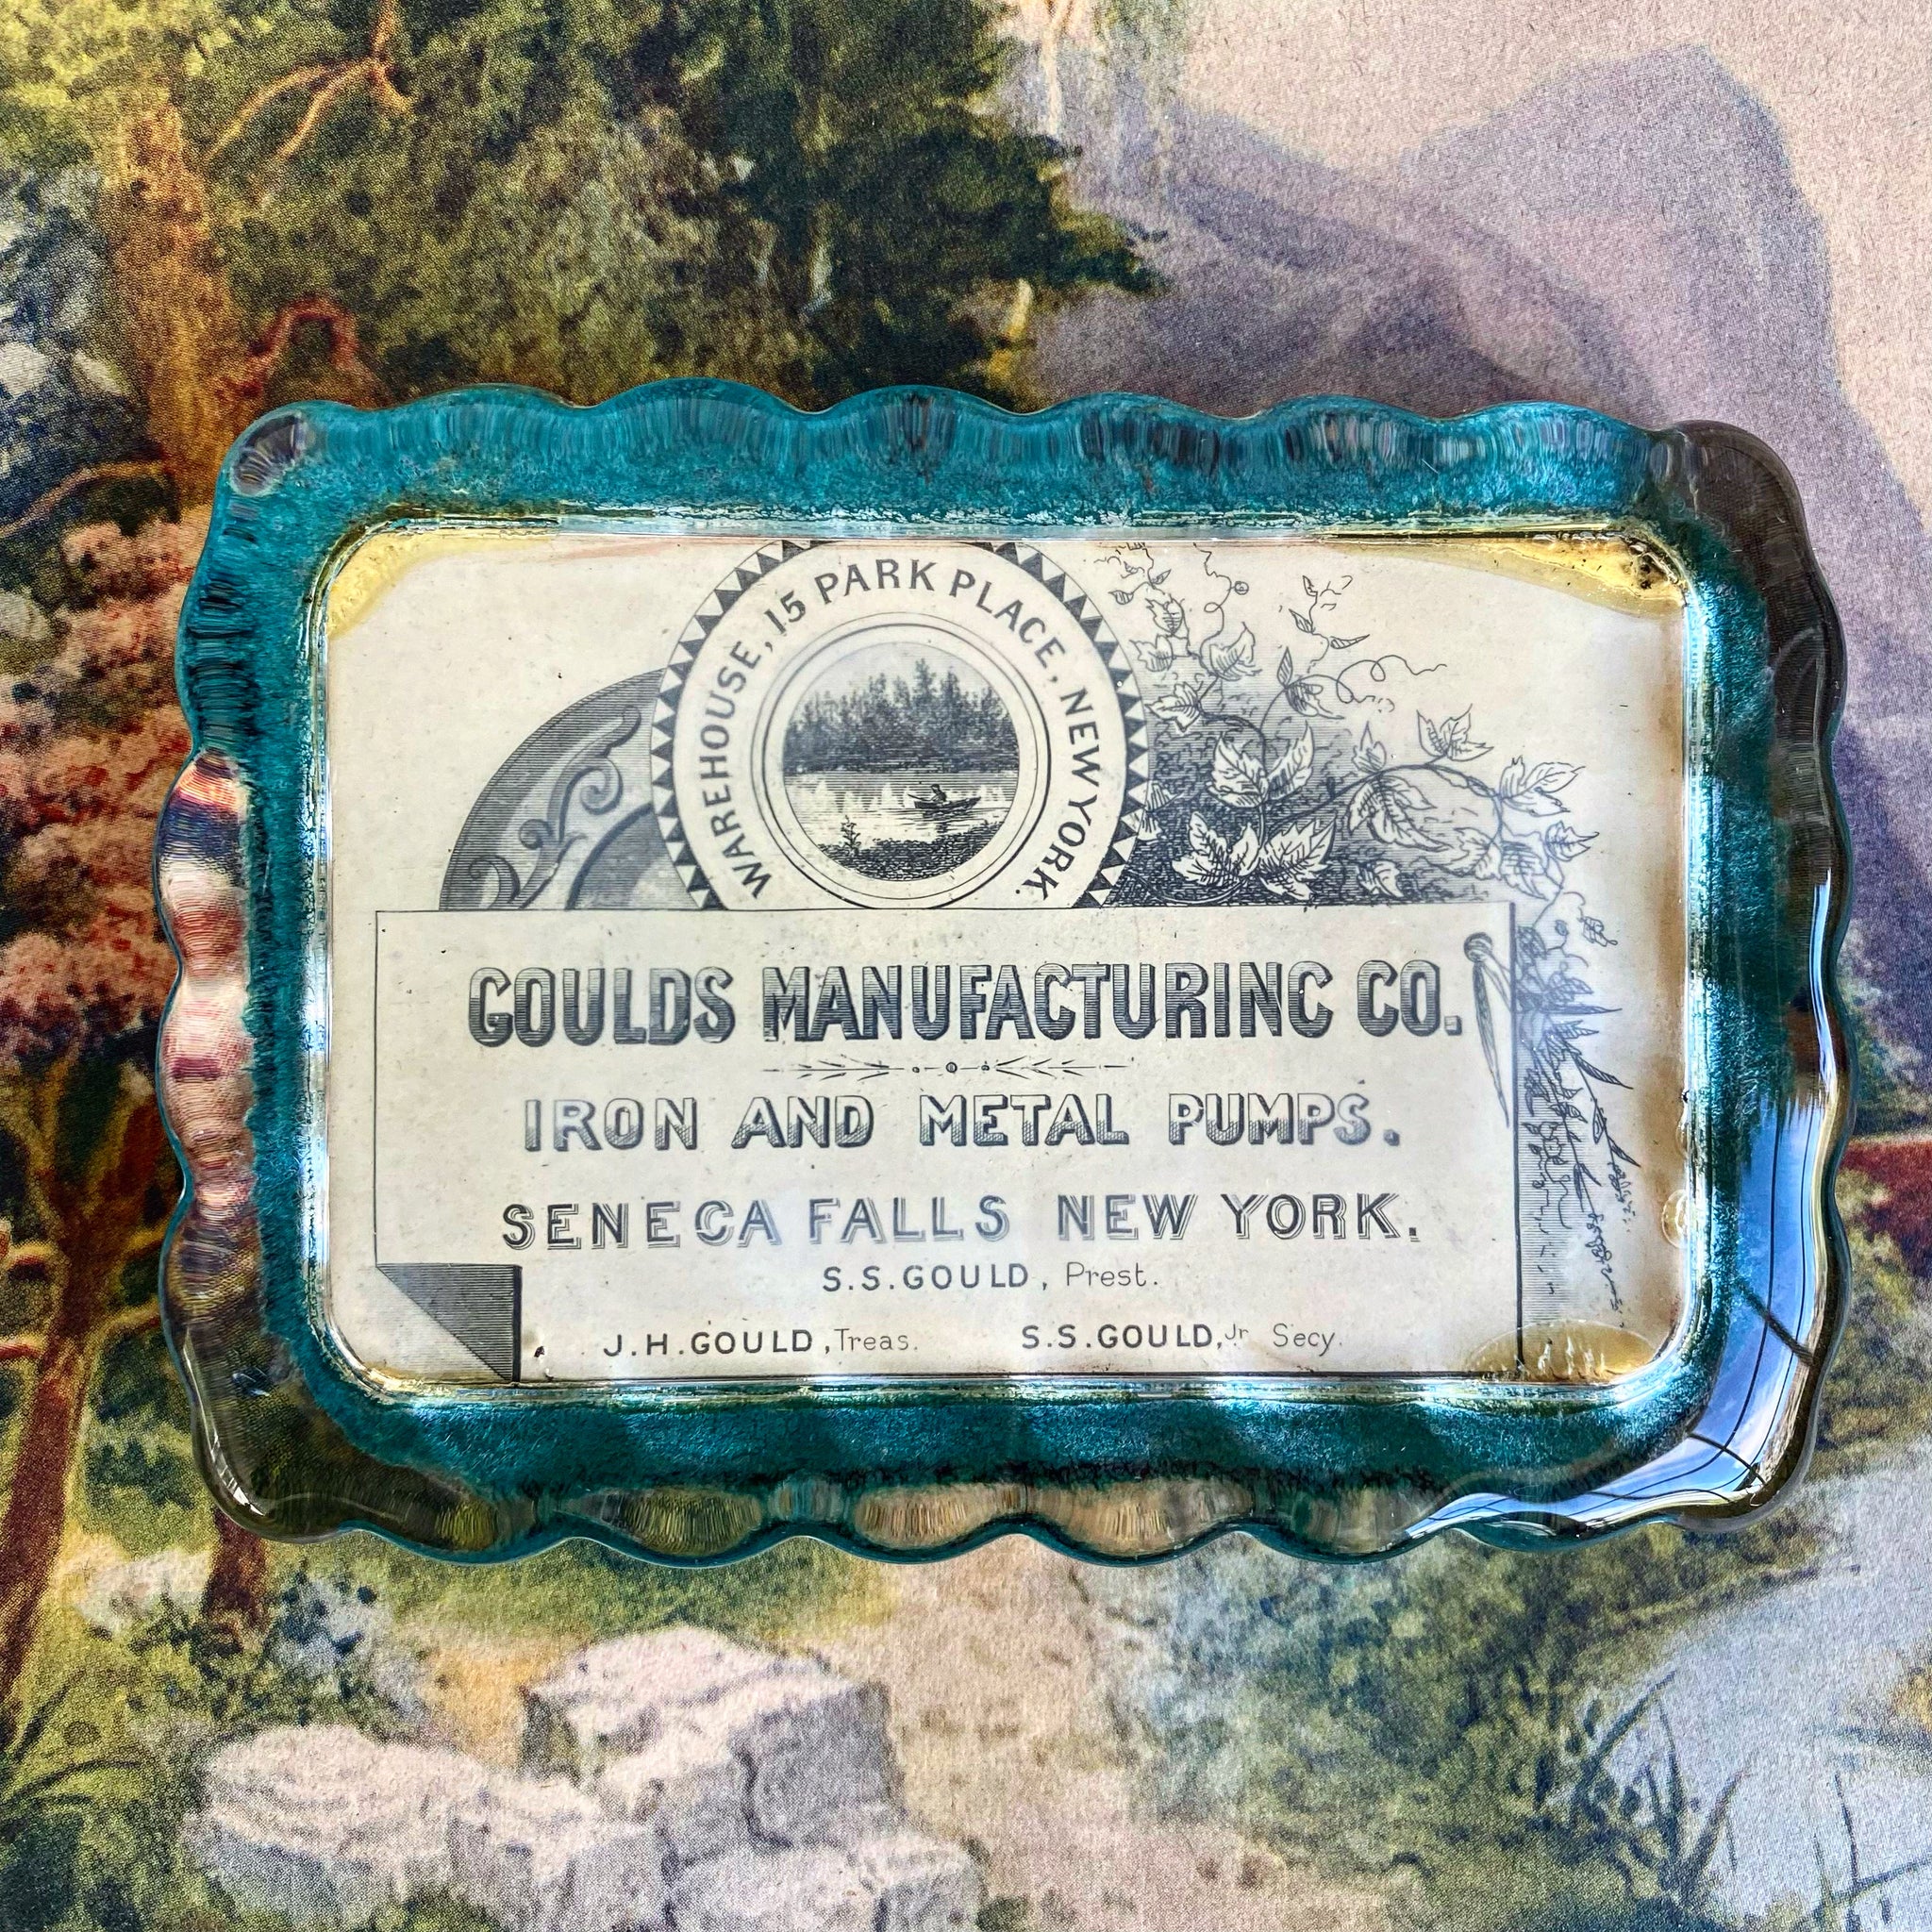 WAREHOUSE, 15 PARK PLACE, NEW YORK.
GOULDS MANUFACTURING CO.
IRON AND METAL PUMPS.
SENECA FALLS NEW YORK.
S.S.GOULD, Prest.
J.H.GOULD, Treas. S.S.GOULD, Jr Secy.